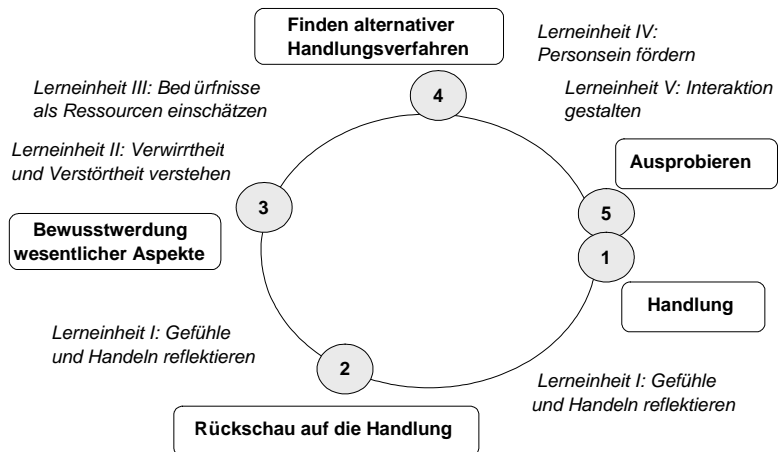 Finden alternativer
Handlungsverfahren
Lerneinheit IV:
Personsein fördern
Lerneinheit III: Bedürfnisse
als Ressourcen einschätzen
4
Lerneinheit V: Interaktion
gestalten
Lerneinheit II: Verwirrtheit
und Verstörtheit verstehen
Ausprobieren
3
5
Bewusstwerdung
wesentlicher Aspekte
1
Handlung
Lerneinheit I: Gefühle
und Handeln reflektieren
2
Lerneinheit I: Gefühle
und Handeln reflektieren
Rückschau auf die Handlung